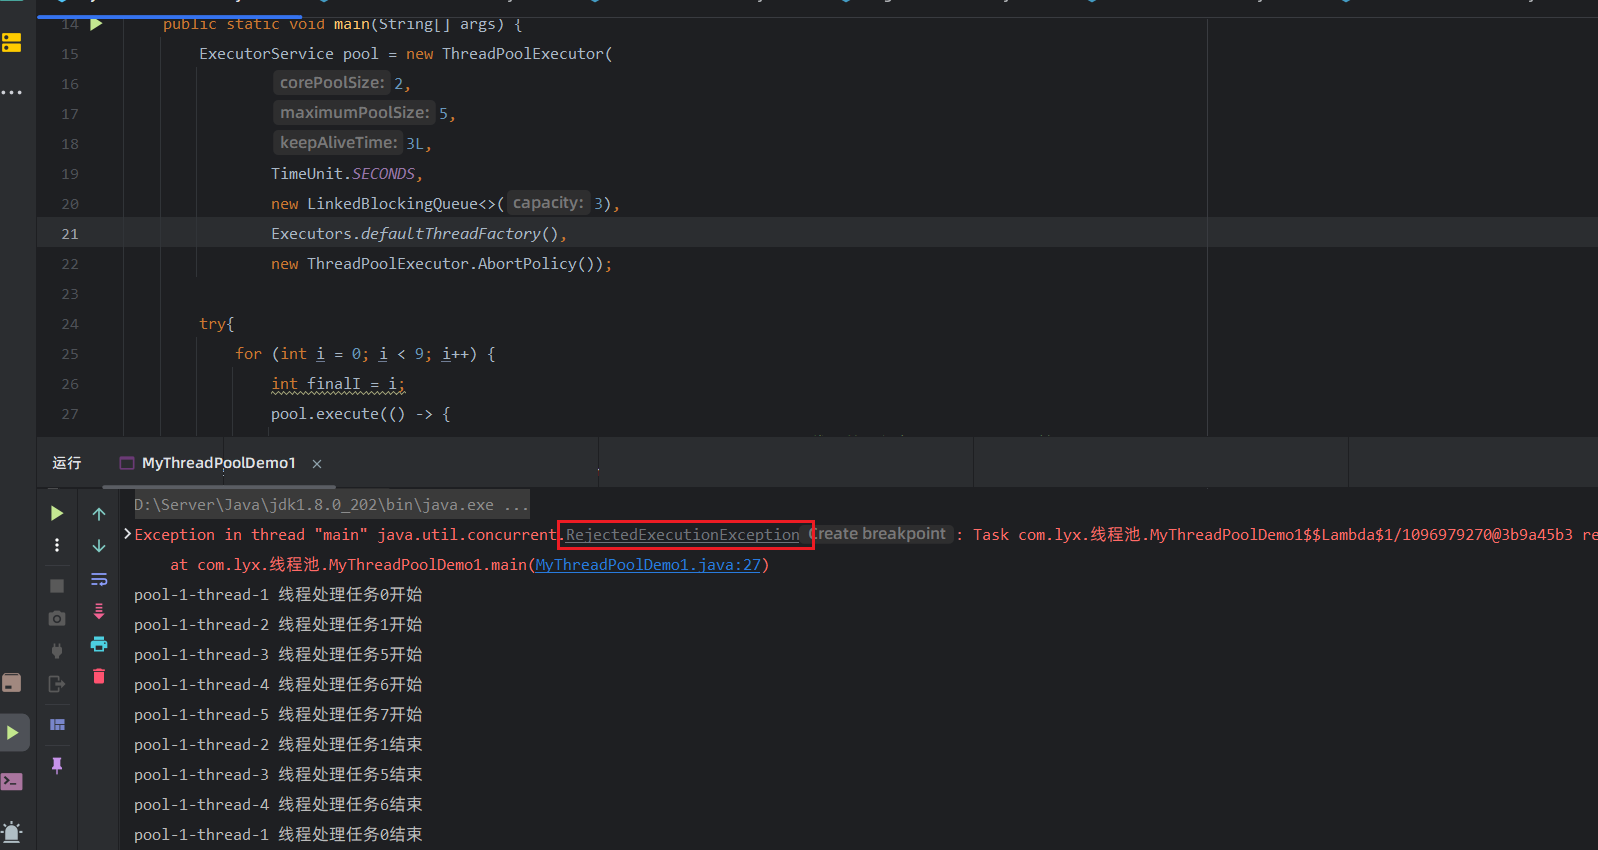 14 public static void main(String[] args) {
15 ExecutorService pool = new ThreadPoolExecutor(
16 corePoolSize: 2,
17 maximumPoolSize: 5,
18 keepAliveTime: 3L,
19 TimeUnit.SECONDS,
20 new LinkedBlockingQueue<>( capacity: 3),
21 Executors.defaultThreadFactory(),
22 new ThreadPoolExecutor.AbortPolicy());
23
24 try{
25 for (int i = 0; i < 9; i++) {
26 int finalI = i;
27 pool.execute(() -> {
运行 MyThreadPoolDemo1 ×
D:\Server\Java\jdk1.8.0_202\bin\java.exe ...
Exception in thread "main" java.util.concurrent.RejectedExecutionException Create breakpoint : Task com.lyx.线程池.MyThreadPoolDemo1$$Lambda$1/1096979270@3b9a45b3 re
at com.lyx.线程池.MyThreadPoolDemo1.main(MyThreadPoolDemo1.java:27)
pool-1-thread-1 线程处理任务0开始
pool-1-thread-2 线程处理任务1开始
pool-1-thread-3 线程处理任务5开始
pool-1-thread-4 线程处理任务6开始
pool-1-thread-5 线程处理任务7开始
pool-1-thread-2 线程处理任务1结束
pool-1-thread-3 线程处理任务5结束
pool-1-thread-4 线程处理任务6结束
pool-1-thread-1 线程处理任务0结束